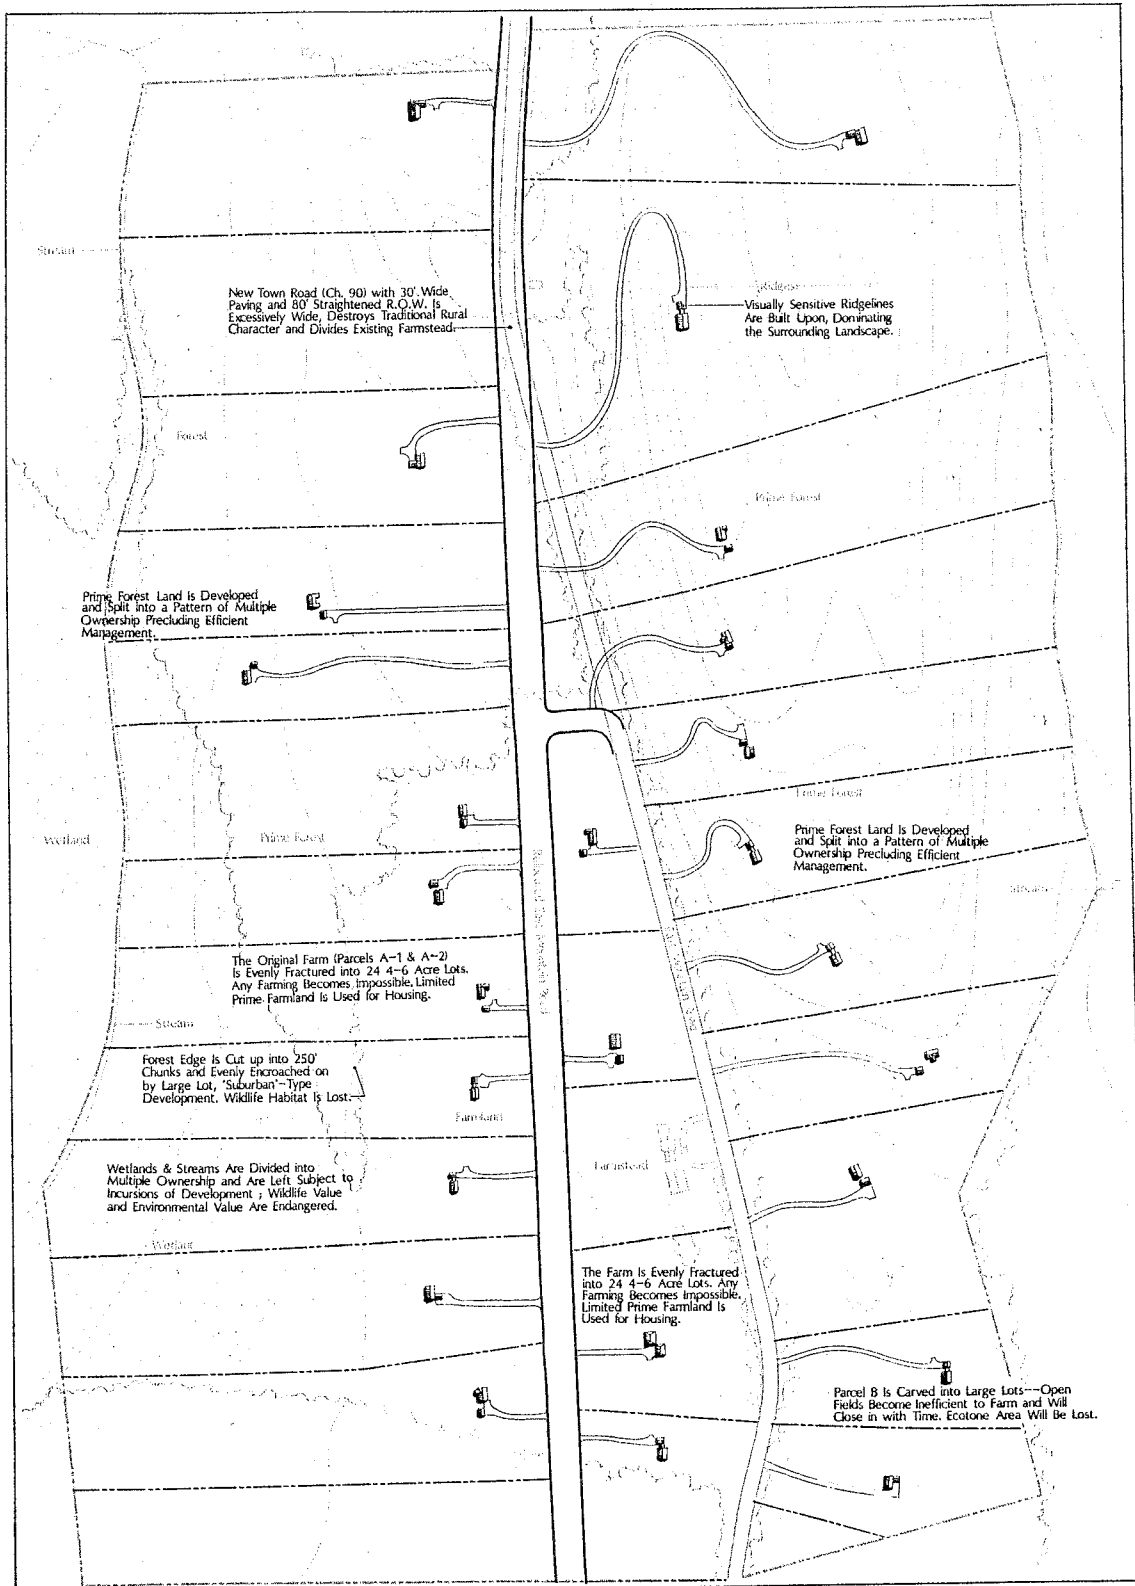 Stream
New Town Road (Ch. 90) with 30'. Wide
Paving and 80' Straightened R.O.W. Is
Excessively Wide, Destroys Traditional Rural
Character and Divides Existing Farmstead.
Visually Sensitive Ridgelines
Are Built Upon, Dominating
the Surrounding Landscape.
Forest
Prime Forest
Prime Forest Land Is Developed
and Split into a Pattern of Multiple
Ownership Precluding Efficient
Management.
Prime Forest
Wetland
Prime Forest
Prime Forest Land Is Developed
and Split into a Pattern of Multiple
Ownership Precluding Efficient
Management.
Stream
The Original Farm (Parcels A-1 & A-2)
Is Evenly Fractured into 24 4-6 Acre Lots.
Any Farming Becomes Impossible. Limited
Prime Farmland Is Used for Housing.
Stream
Forest Edge Is Cut up into 250'
Chunks and Evenly Encroached on
by Large Lot, 'Suburban'-Type
Development. Wildlife Habitat Is Lost.
Farmland
Farmstead
Wetlands & Streams Are Divided into
Multiple Ownership and Are Left Subject to
Incursions of Development ; Wildlife Value
and Environmental Value Are Endangered.
Wetland
The Farm Is Evenly Fractured
into 24 4-6 Acre Lots. Any
Farming Becomes Impossible.
Limited Prime Farmland Is
Used for Housing.
Parcel B Is Carved into Large Lots--Open
Fields Become Inefficient to Farm and Will
Close in with Time. Ecotone Area Will Be Lost.